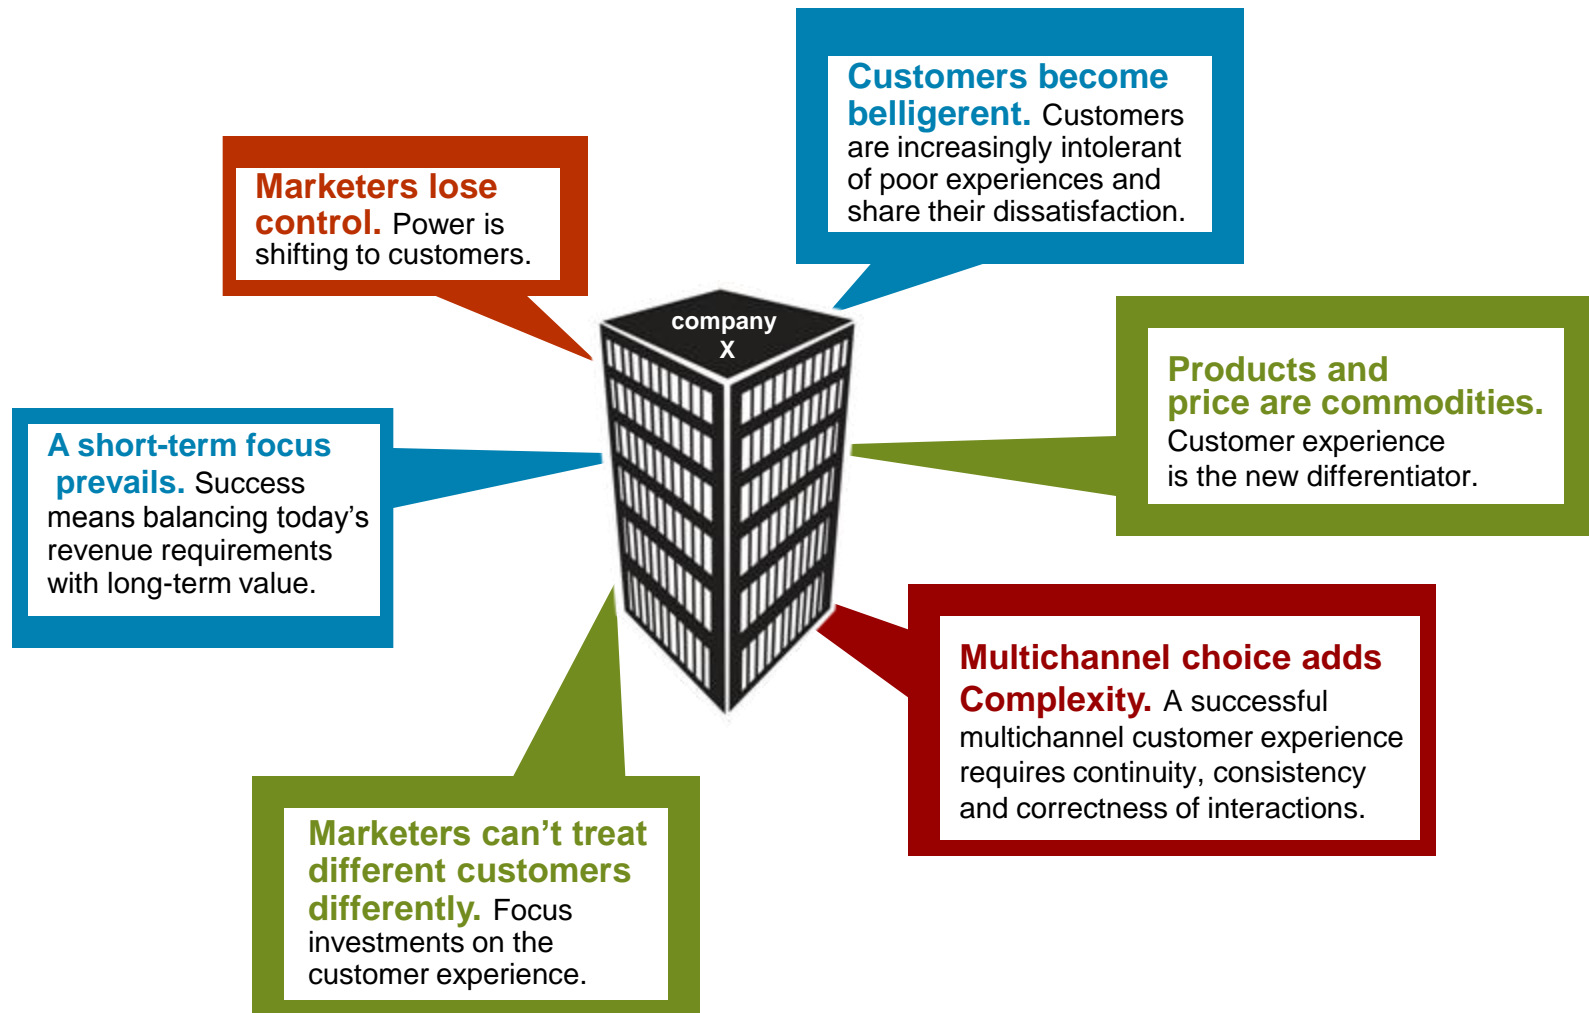 Customers become
belligerent. Customers
are increasingly intolerant
of poor experiences and
share their dissatisfaction.
Marketers lose
control. Power is
shifting to customers.
company
X
Products and
price are commodities.
Customer experience
is the new differentiator.
A short-term focus
prevails. Success
means balancing today’s
revenue requirements
with long-term value.
Multichannel choice adds
Complexity. A successful
multichannel customer experience
requires continuity, consistency
and correctness of interactions.
Marketers can’t treat
different customers
differently. Focus
investments on the
customer experience.